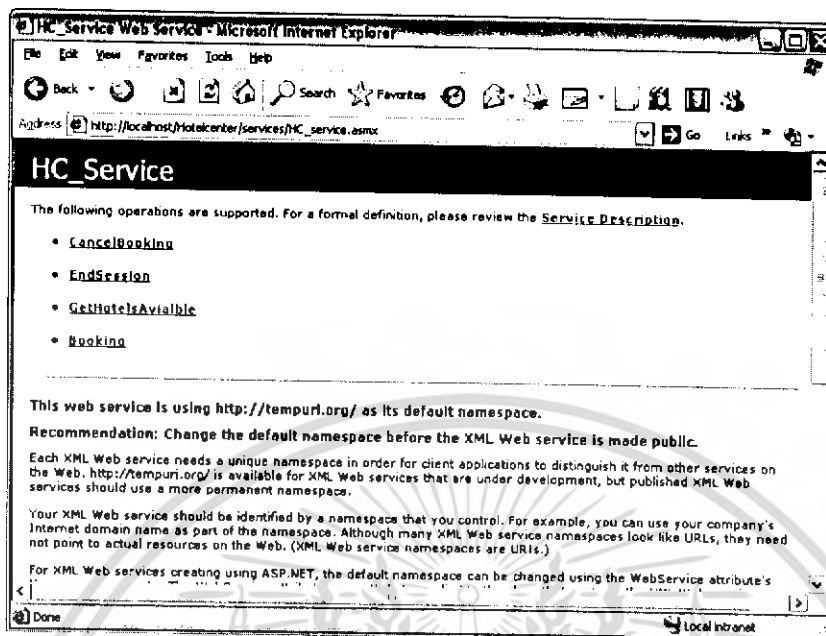 HC_Service Web Service - Microsoft Internet Explorer
File Edit View Favorites Tools Help
Back Search Favorites
Address http://localhost/Hotelcenter/services/HC_service.asmx Go Links »
HC_Service
The following operations are supported. For a formal definition, please review the Service Description.
• CancelBooking
• EndSession
• GetHotelsAvialble
• Booking
This web service is using http://tempuri.org/ as its default namespace.
Recommendation: Change the default namespace before the XML Web service is made public.
Each XML Web service needs a unique namespace in order for client applications to distinguish it from other services on
the Web. http://tempuri.org/ is available for XML Web services that are under development, but published XML Web
services should use a more permanent namespace.
Your XML Web service should be identified by a namespace that you control. For example, you can use your company's
Internet domain name as part of the namespace. Although many XML Web service namespaces look like URLs, they need
not point to actual resources on the Web. (XML Web service namespaces are URIs.)
For XML Web services creating using ASP.NET, the default namespace can be changed using the WebService attribute's
Done Local intranet